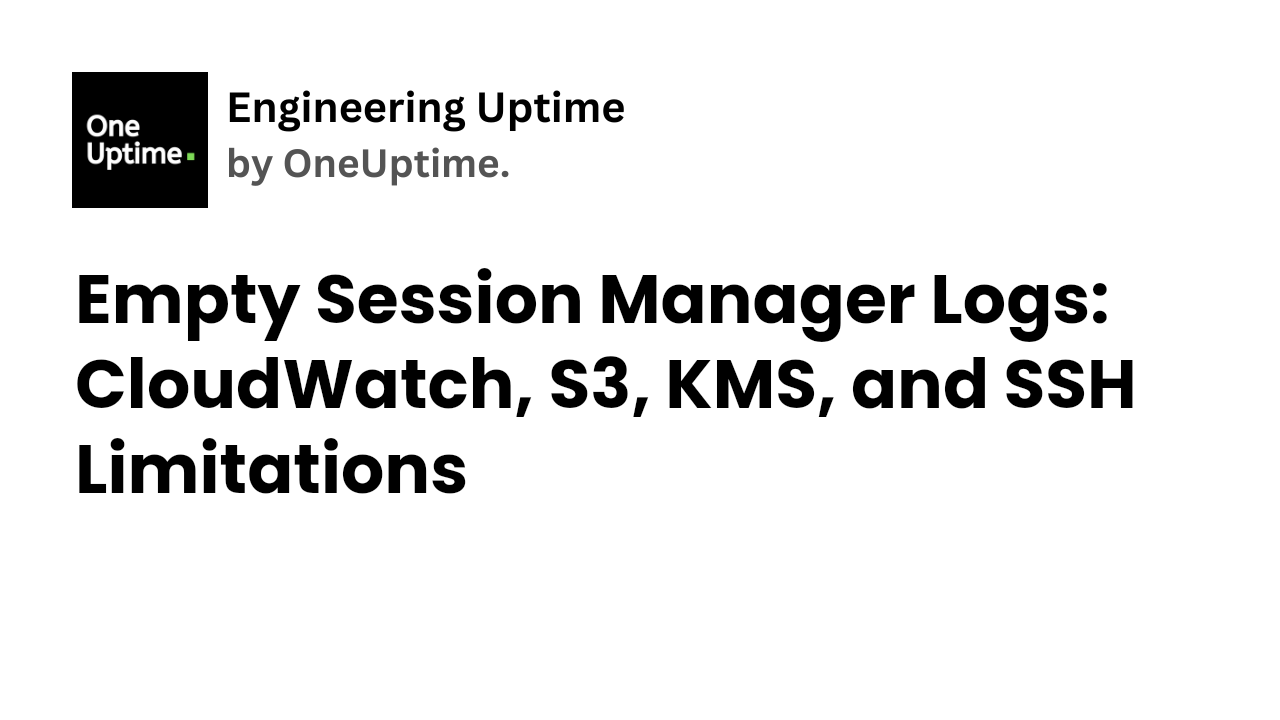 One
Uptime.
Engineering Uptime
by OneUptime.
Empty Session Manager Logs:
CloudWatch, S3, KMS, and SSH
Limitations